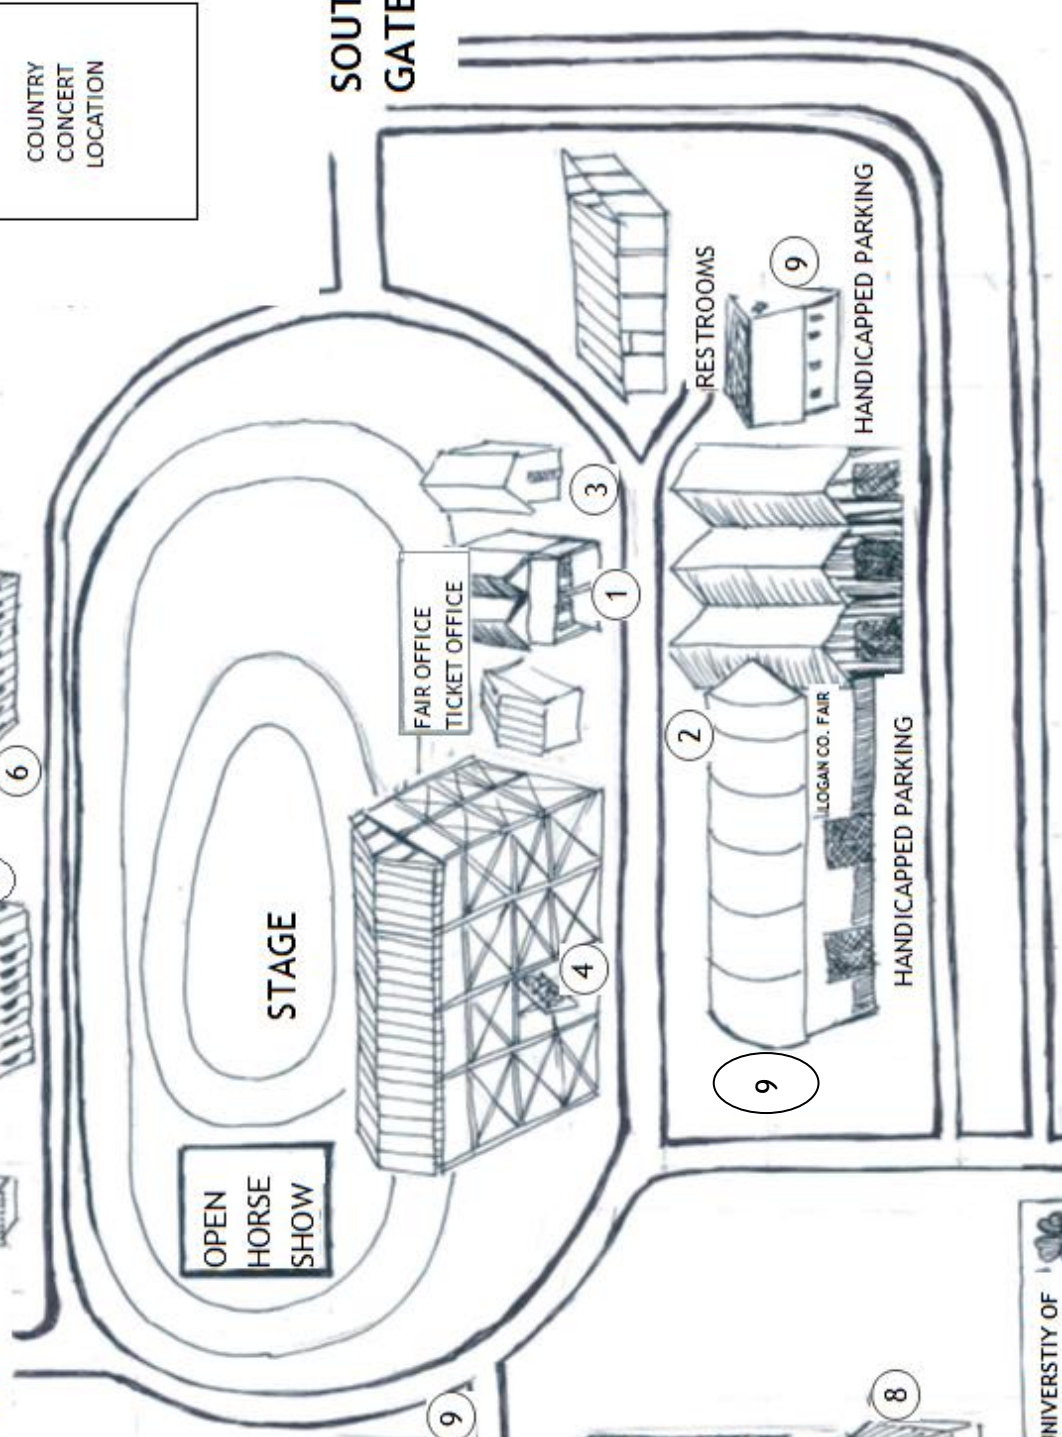 COUNTRY
CONCERT
LOCATION
SOUT
GATE
6
RESTROOMS
9
HANDICAPPED PARKING
3
FAIR OFFICE
TICKET OFFICE
1
2
LOGAN CO. FAIR
HANDICAPPED PARKING
STAGE
4
9
OPEN
HORSE
SHOW
9
8
NIVERSTIY OF